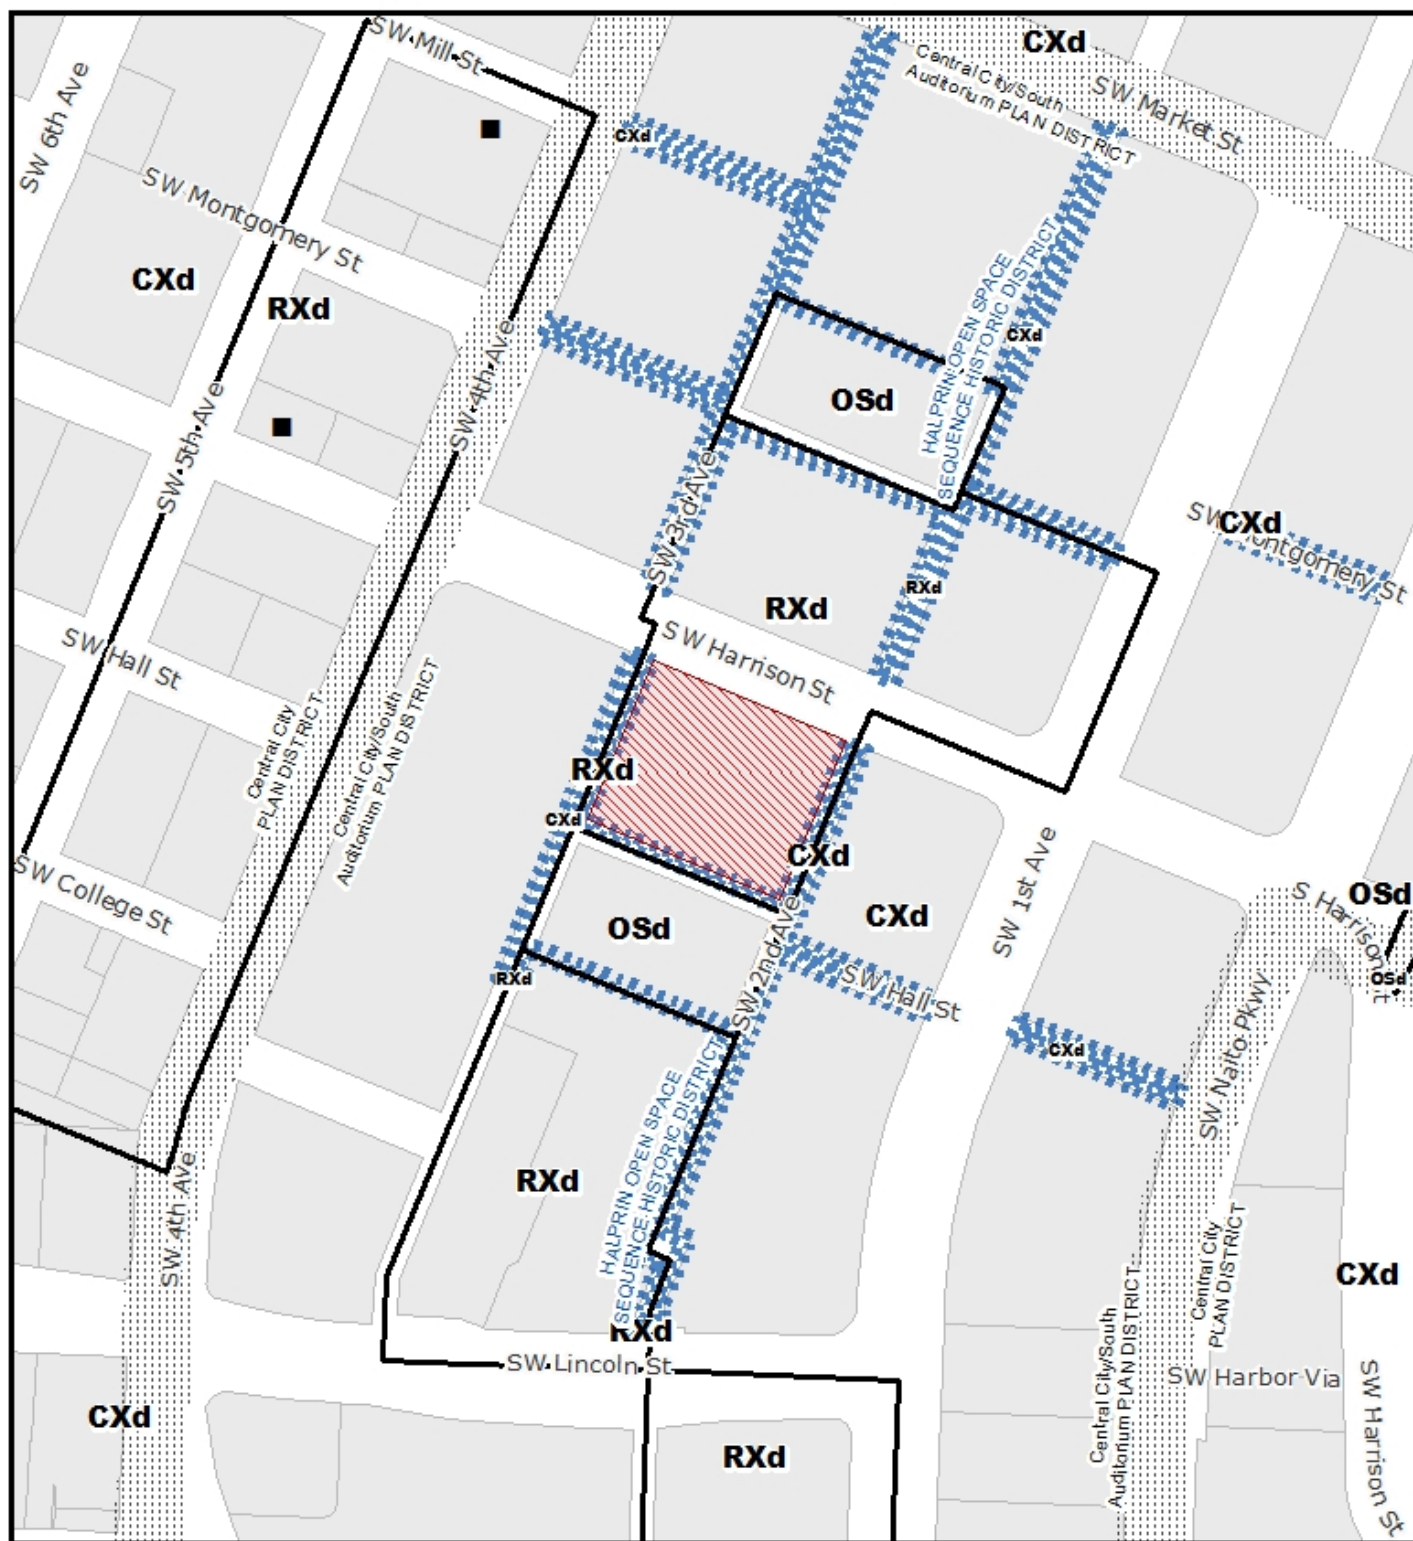 SW Mill St
CXd
Central City/South
Auditorium PLAN DISTRICT
SW Market St
SW 6th Ave
CXd
SW Montgomery St
CXd
RXd
HALPRIN OPEN SPACE
SEQUENCE HISTORIC DISTRICT
CXd
SW 4th Ave
OSd
SW 5th Ave
SW 3rd Ave
CXd
SW Montgomery St
RXd
RXd
SW Hall St
SW Harrison St
Central City
PLAN DISTRICT
Central City/South
Auditorium PLAN DISTRICT
RXd
CXd
CXd
SW College St
OSd
CXd
SW 1st Ave
S Harrison St
OSd
OSd
RXd
SW 2nd Ave
SW Hall St
CXd
SW Naito Pkwy
HALPRIN OPEN SPACE
SEQUENCE HISTORIC DISTRICT
RXd
SW 4th Ave
Central City
PLAN DISTRICT
Central City/South
Auditorium PLAN DISTRICT
CXd
RXd
SW Lincoln St
SW Harbor Via
SW Harrison St
CXd
RXd